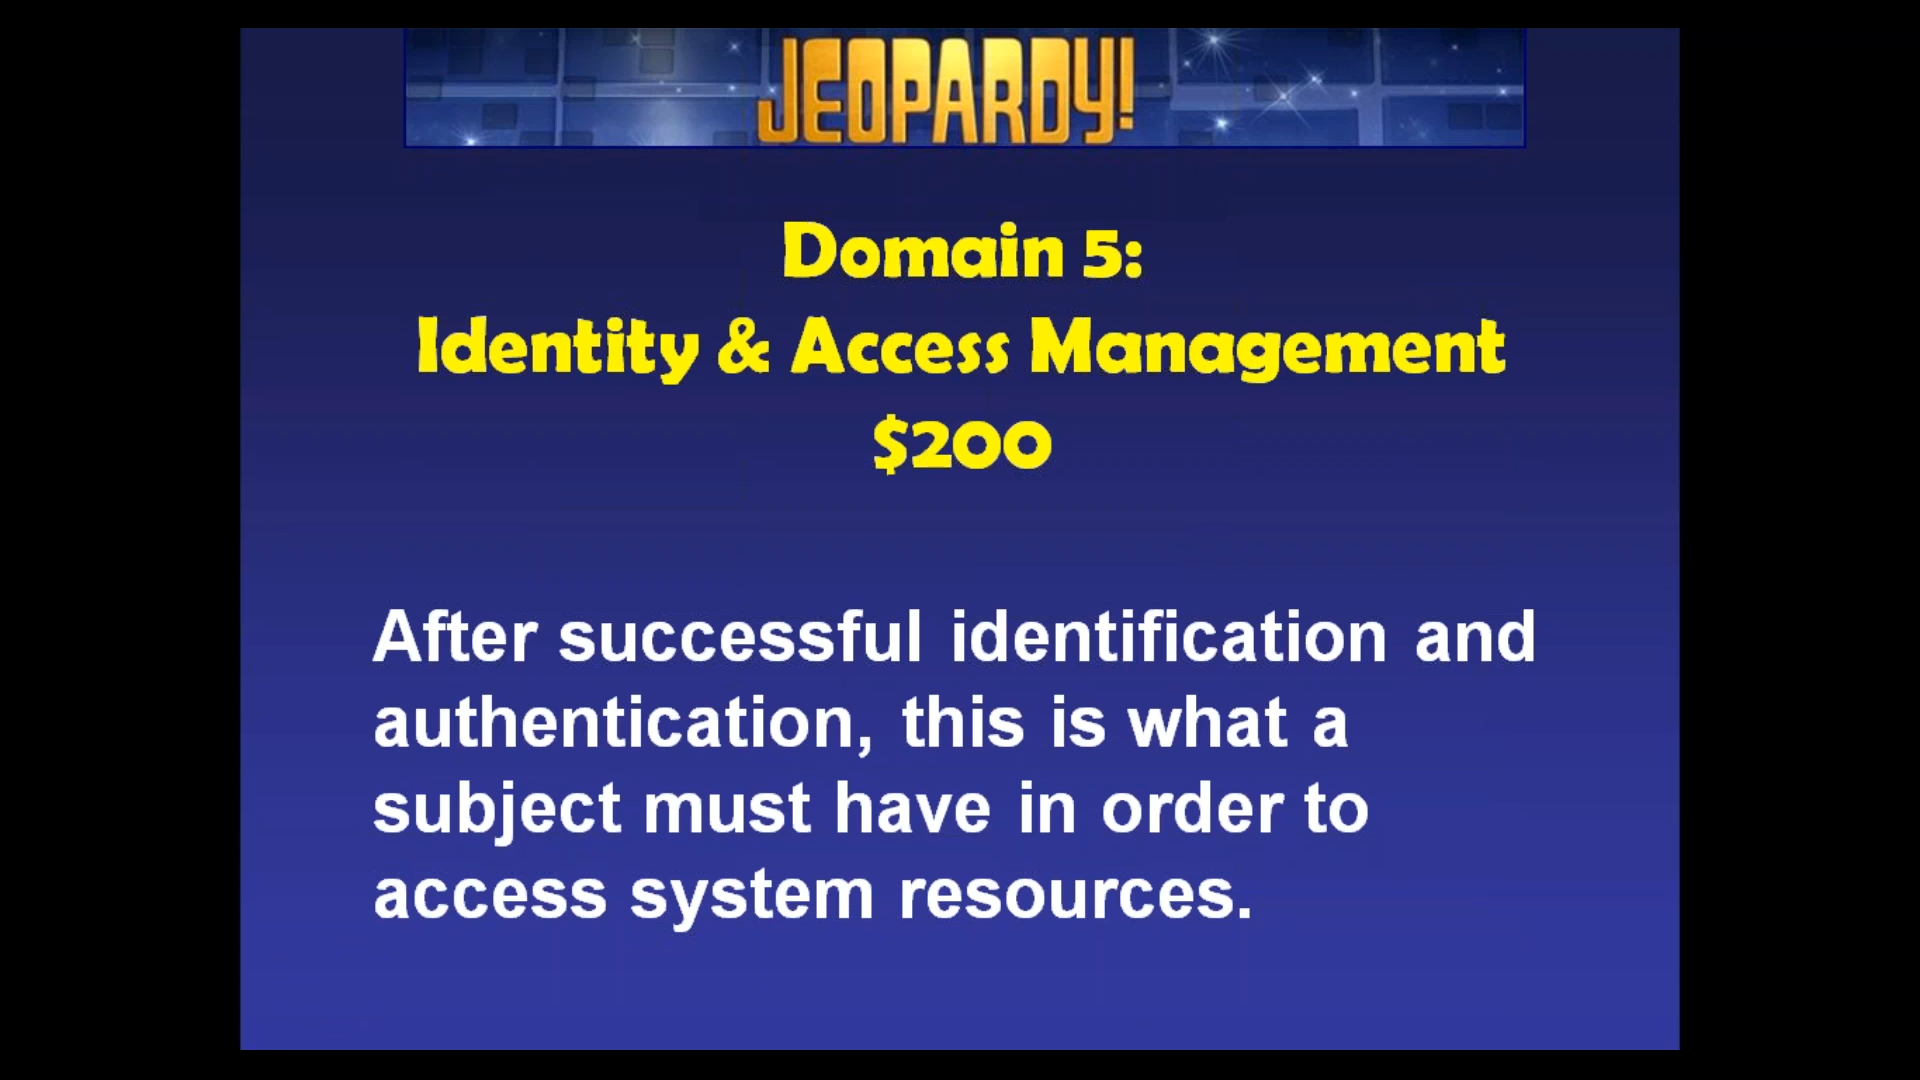 JEOPARDY!
Domain 5:
Identity & Access Management
$200
After successful identification and
authentication, this is what a
subject must have in order to
access system resources.